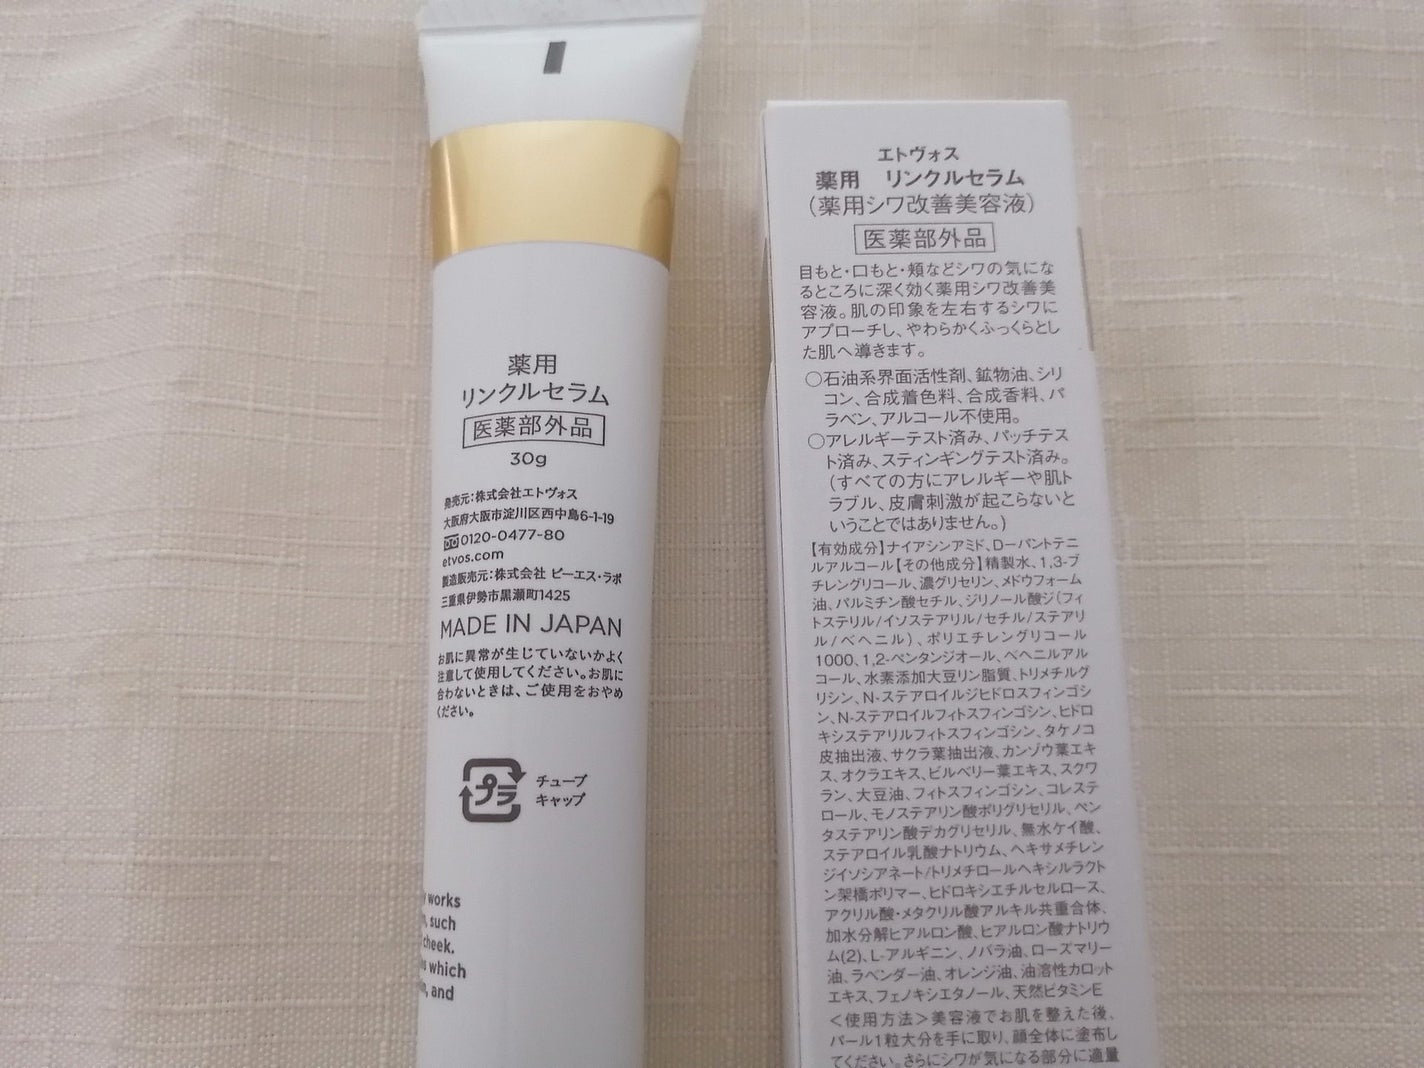 薬用
リンクルセラム
医薬部外品
30g
発売元:株式会社エトヴォス
大阪府大阪市淀川区西中島6-1-19
0120-0477-80
etvos.com
製造販売元:株式会社 ビーエス・ラボ
三重県伊勢市黒瀬町1425
MADE IN JAPAN
お肌に異常が生じていないかよく
注意して使用してください。お肌に
合わないときは、ご使用をおやめ
ください。
プラ
チューブ
キャップ
works
such
cheek.
which
and
エトヴォス
薬用 リンクルセラム
(薬用シワ改善美容液)
医薬部外品
目もと・口もと・頬などシワの気にな
るところに深く効く薬用シワ改善美
容液。肌の印象を左右するシワに
アプローチし、やわらかくふっくらとし
た肌へ導きます。
○石油系界面活性剤、鉱物油、シリ
コン、合成着色料、合成香料、パ
ラベン、アルコール不使用。
○アレルギーテスト済み、パッチテス
ト済み、スティンギングテスト済み。
(すべての方にアレルギーや肌ト
ラブル、皮膚刺激が起こらないと
いうことではありません。)
【有効成分】ナイアシンアミド、D-パントテニ
ルアルコール【その他成分】精製水、1,3-ブ
チレングリコール、濃グリセリン、メドウフォーム
油、パルミチン酸セチル、ジリノール酸ジ(フィ
トステリル/イソステアリル/セチル/ステアリ
ル/ベヘニル)、ポリエチレングリコール
1000、1,2-ペンタンジオール、ベヘニルアル
コール、水素添加大豆リン脂質、トリメチルグ
リシン、N-ステアロイルジヒドロスフィンゴシ
ン、N-ステアロイルフィトスフィンゴシン、ヒドロ
キシステアリルフィトスフィンゴシン、タケノコ
皮抽出液、サクラ葉抽出液、カンゾウ葉エキ
ス、オクラエキス、ビルベリー葉エキス、スクワ
ラン、大豆油、フィトスフィンゴシン、コレステ
ロール、モノステアリン酸ポリグリセリル、ペン
タステアリン酸デカグリセリル、無水ケイ酸、
ステアロイル乳酸ナトリウム、ヘキサメチレン
ジイソシアネート/トリメチロールヘキシルラクト
ン架橋ポリマー、ヒドロキシエチルセルロース、
アクリル酸・メタクリル酸アルキル共重合体、
加水分解ヒアルロン酸、ヒアルロン酸ナトリウ
ム(2)、L-アルギニン、ノバラ油、ローズマリー
油、ラベンダー油、オレンジ油、油溶性カロット
エキス、フェノキシエタノール、天然ビタミンE
<使用方法>美容液でお肌を整えた後、
パール1粒大分を手に取り、顔全体に塗布し
てください。さらにシワが気になる部分に適量